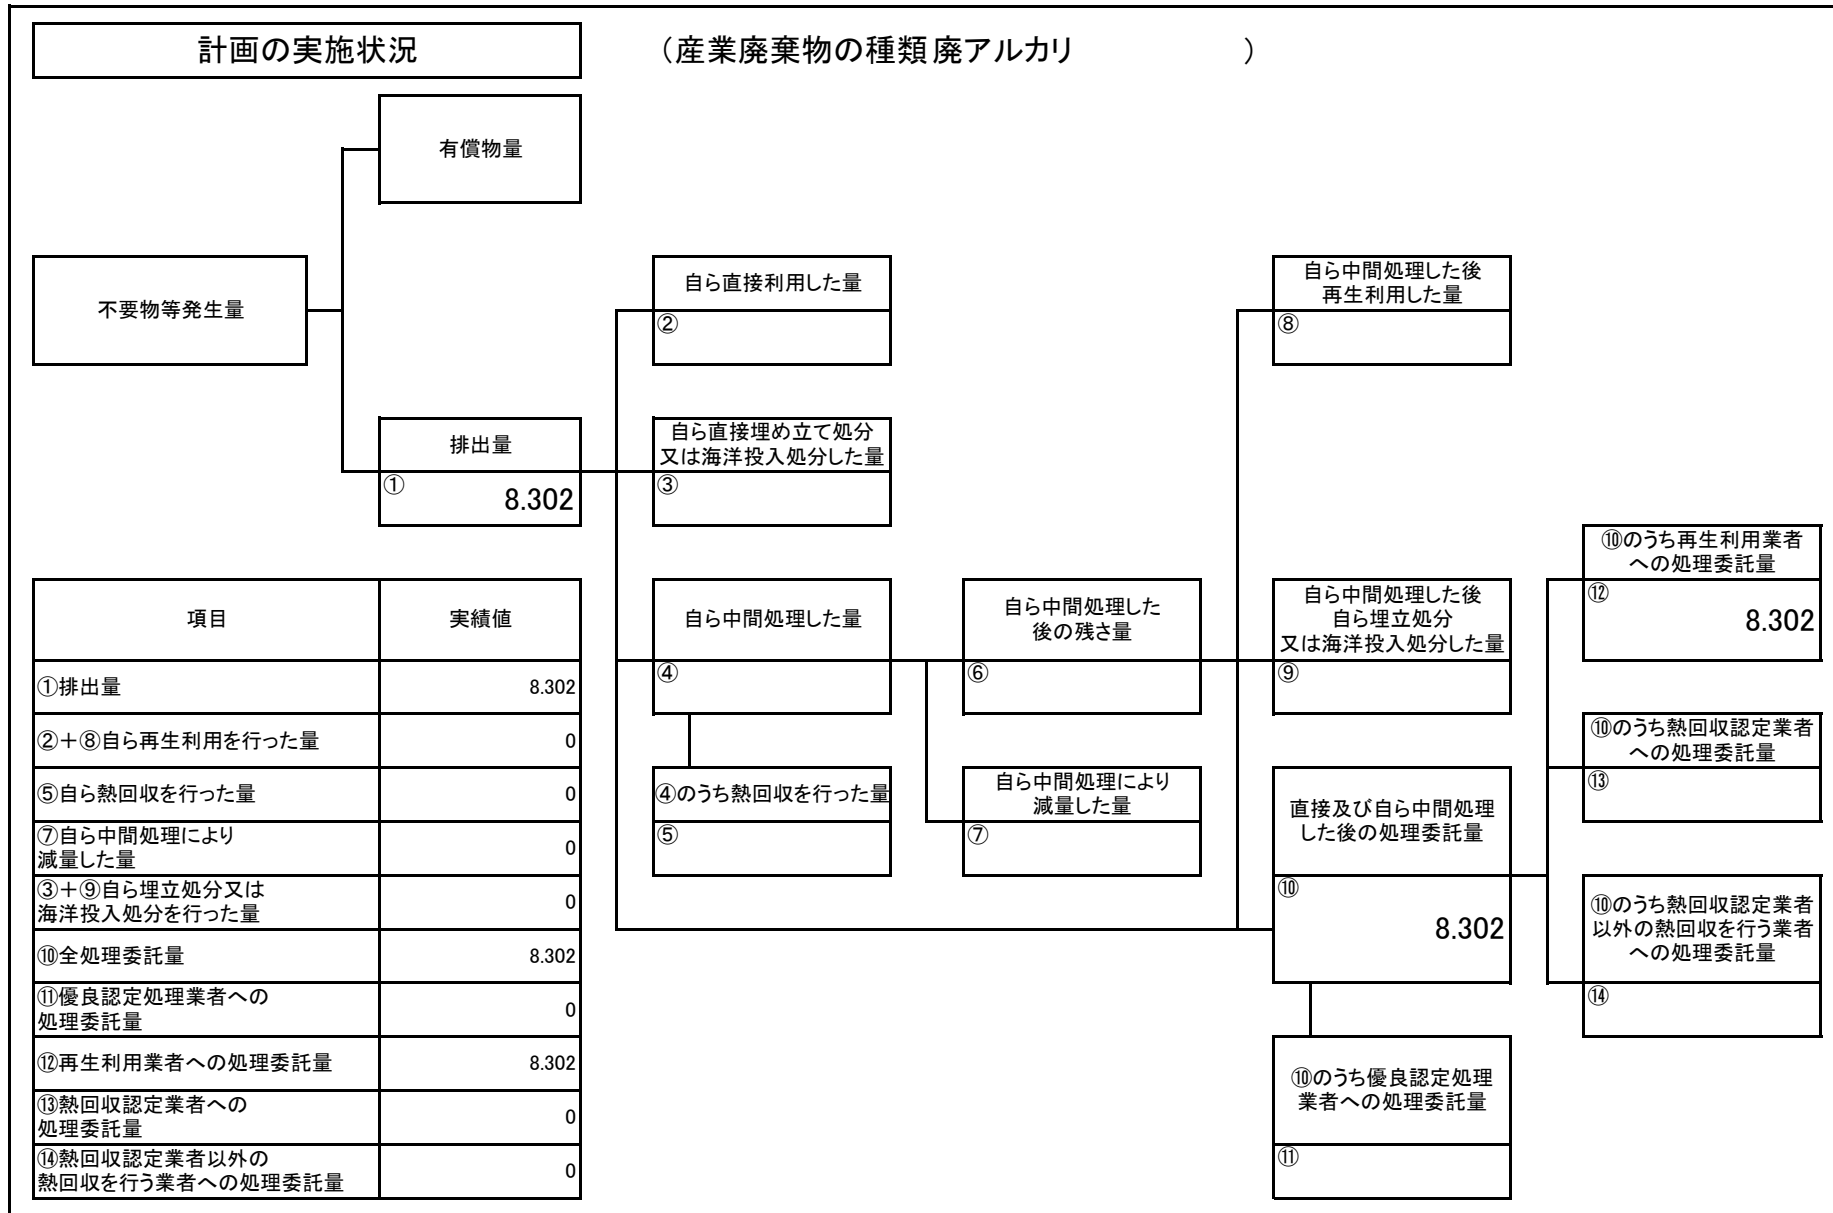 計画の実施状況
（産業廃棄物の種類 廃アルカリ ）
有償物量
不要物等発生量
排出量
①
8.302
自ら直接利用した量
②
自ら直接埋め立て処分
又は海洋投入処分した量
③
自ら中間処理した量
④
④のうち熱回収を行った量
⑤
自ら中間処理した
後の残さ量
⑥
自ら中間処理により
減量した量
⑦
自ら中間処理した後
再生利用した量
⑧
自ら中間処理した後
自ら埋立処分
又は海洋投入処分した量
⑨
直接及び自ら中間処理
した後の処理委託量
⑩
8.302
⑩のうち優良認定処理
業者への処理委託量
⑪
⑩のうち再生利用業者
への処理委託量
⑫
8.302
⑩のうち熱回収認定業者
への処理委託量
⑬
⑩のうち熱回収認定業者
以外の熱回収を行う業者
への処理委託量
⑭
項目 実績値
①排出量 8.302
②＋⑧自ら再生利用を行った量 0
⑤自ら熱回収を行った量 0
⑦自ら中間処理により
減量した量 0
③＋⑨自ら埋立処分又は
海洋投入処分を行った量 0
⑩全処理委託量 8.302
⑪優良認定処理業者への
処理委託量 0
⑫再生利用業者への処理委託量 8.302
⑬熱回収認定業者への
処理委託量 0
⑭熱回収認定業者以外の
熱回収を行う業者への処理委託量 0